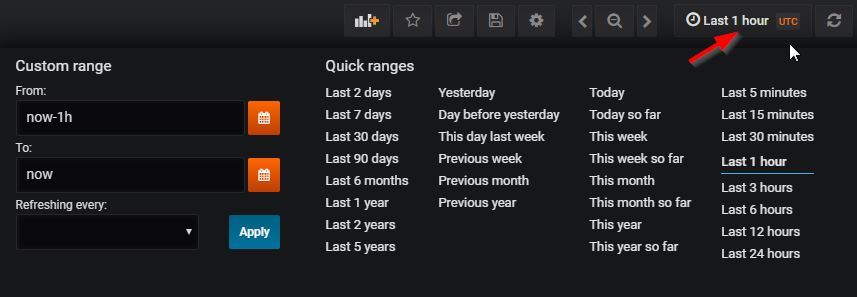 Last 1 hour UTC
Custom range
From:
now-1h
To:
now
Refreshing every:
Apply
Quick ranges
Last 2 days
Last 7 days
Last 30 days
Last 90 days
Last 6 months
Last 1 year
Last 2 years
Last 5 years
Yesterday
Day before yesterday
This day last week
Previous week
Previous month
Previous year
Today
Today so far
This week
This week so far
This month
This month so far
This year
This year so far
Last 5 minutes
Last 15 minutes
Last 30 minutes
Last 1 hour
Last 3 hours
Last 6 hours
Last 12 hours
Last 24 hours